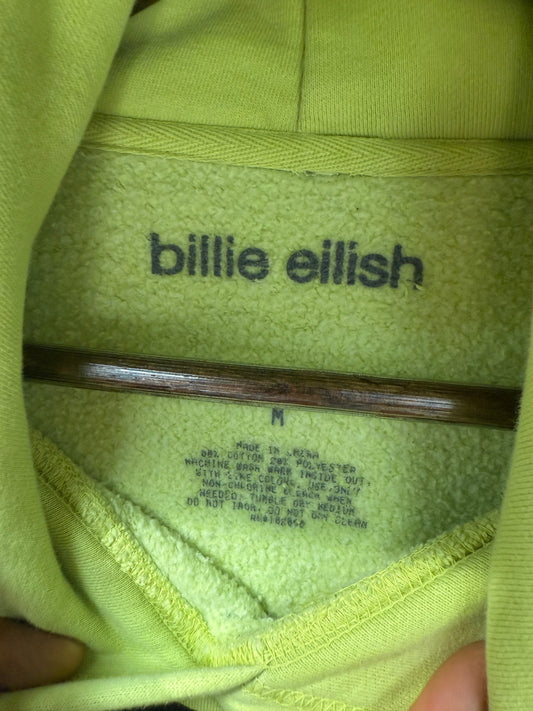 billie eilish
M
MADE IN CHINA
80% COTTON 20% POLYESTER
MACHINE WASH WARM INSIDE OUT,
WITH LIKE COLORS, USE ONLY
NON-CHLORINE BLEACH WHEN
NEEDED. TUMBLE DRY MEDIUM
DO NOT IRON. DO NOT DRY CLEAN